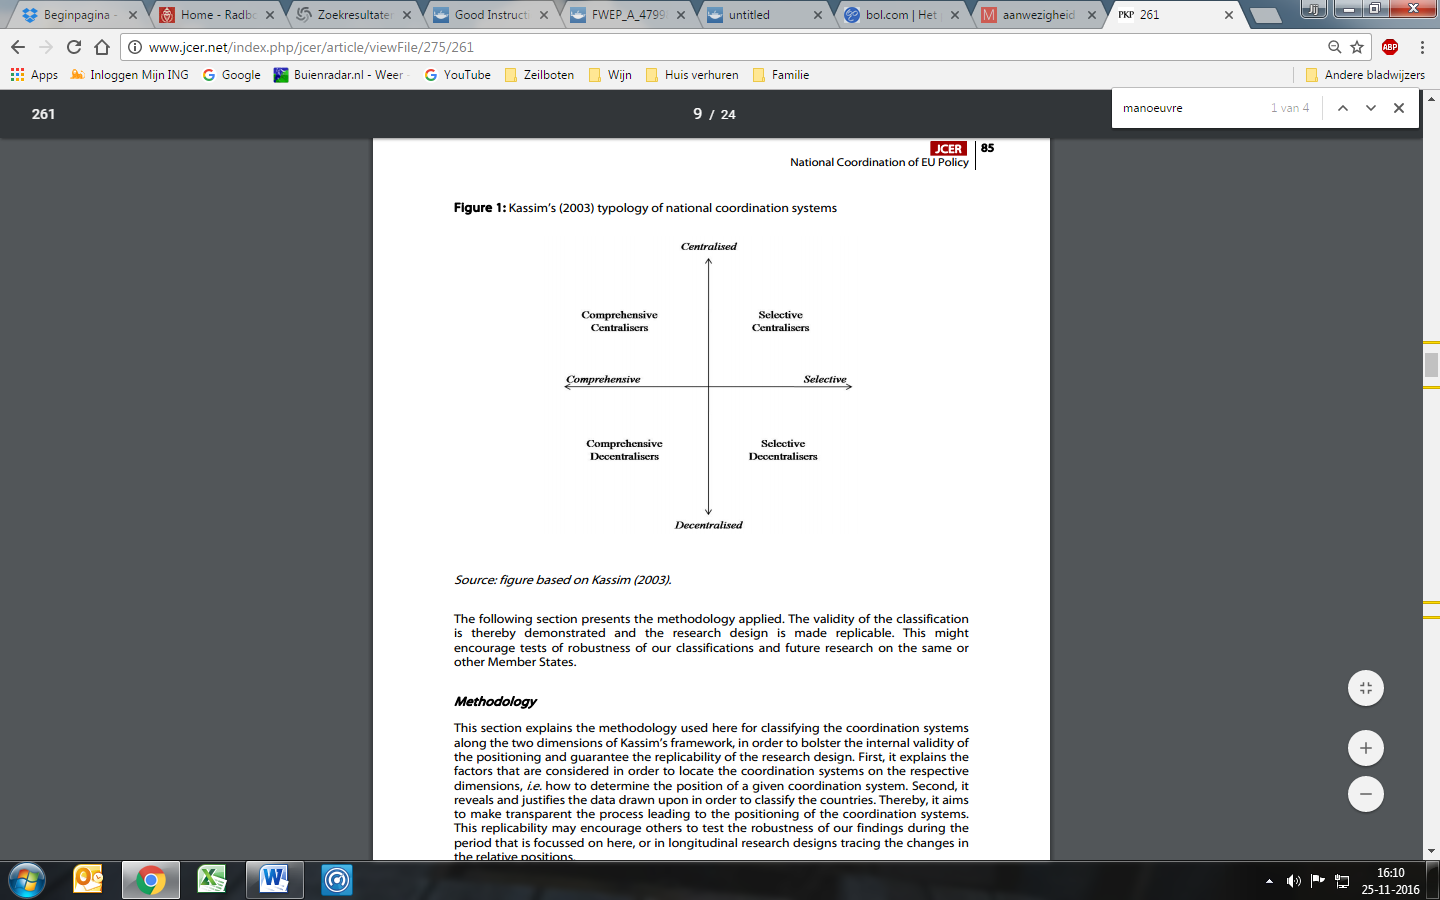 Beginpagina -
Home - Radbo
Zoekresultaten
Good Instructi
FWEP_A_4799
untitled
bol.com | Het
aanwezigheid
PKP 261
Jij
www.jcer.net/index.php/jcer/article/viewFile/275/261
ABP
Apps
Inloggen Mijn ING
Google
Buienradar.nl - Weer -
YouTube
Zeilboten
Wijn
Huis verhuren
Familie
Andere bladwijzers
261
9 / 24
manoeuvre
1 van 4
JCER 85
National Coordination of EU Policy
Figure 1: Kassim's (2003) typology of national coordination systems
Centralised
Comprehensive
Centralisers
Selective
Centralisers
Comprehensive
Selective
Comprehensive
Decentralisers
Selective
Decentralisers
Decentralised
Source: figure based on Kassim (2003).
The following section presents the methodology applied. The validity of the classification
is thereby demonstrated and the research design is made replicable. This might
encourage tests of robustness of our classifications and future research on the same or
other Member States.
Methodology
This section explains the methodology used here for classifying the coordination systems
along the two dimensions of Kassim's framework, in order to bolster the internal validity of
the positioning and guarantee the replicability of the research design. First, it explains the
factors that are considered in order to locate the coordination systems on the respective
dimensions, i.e. how to determine the position of a given coordination system. Second, it
reveals and justifies the data drawn upon in order to classify the countries. Thereby, it aims
to make transparent the process leading to the positioning of the coordination systems.
This replicability may encourage others to test the robustness of our findings during the
period that is focussed on here, or in longitudinal research designs tracing the changes in
the relative positions.
16:10
25-11-2016